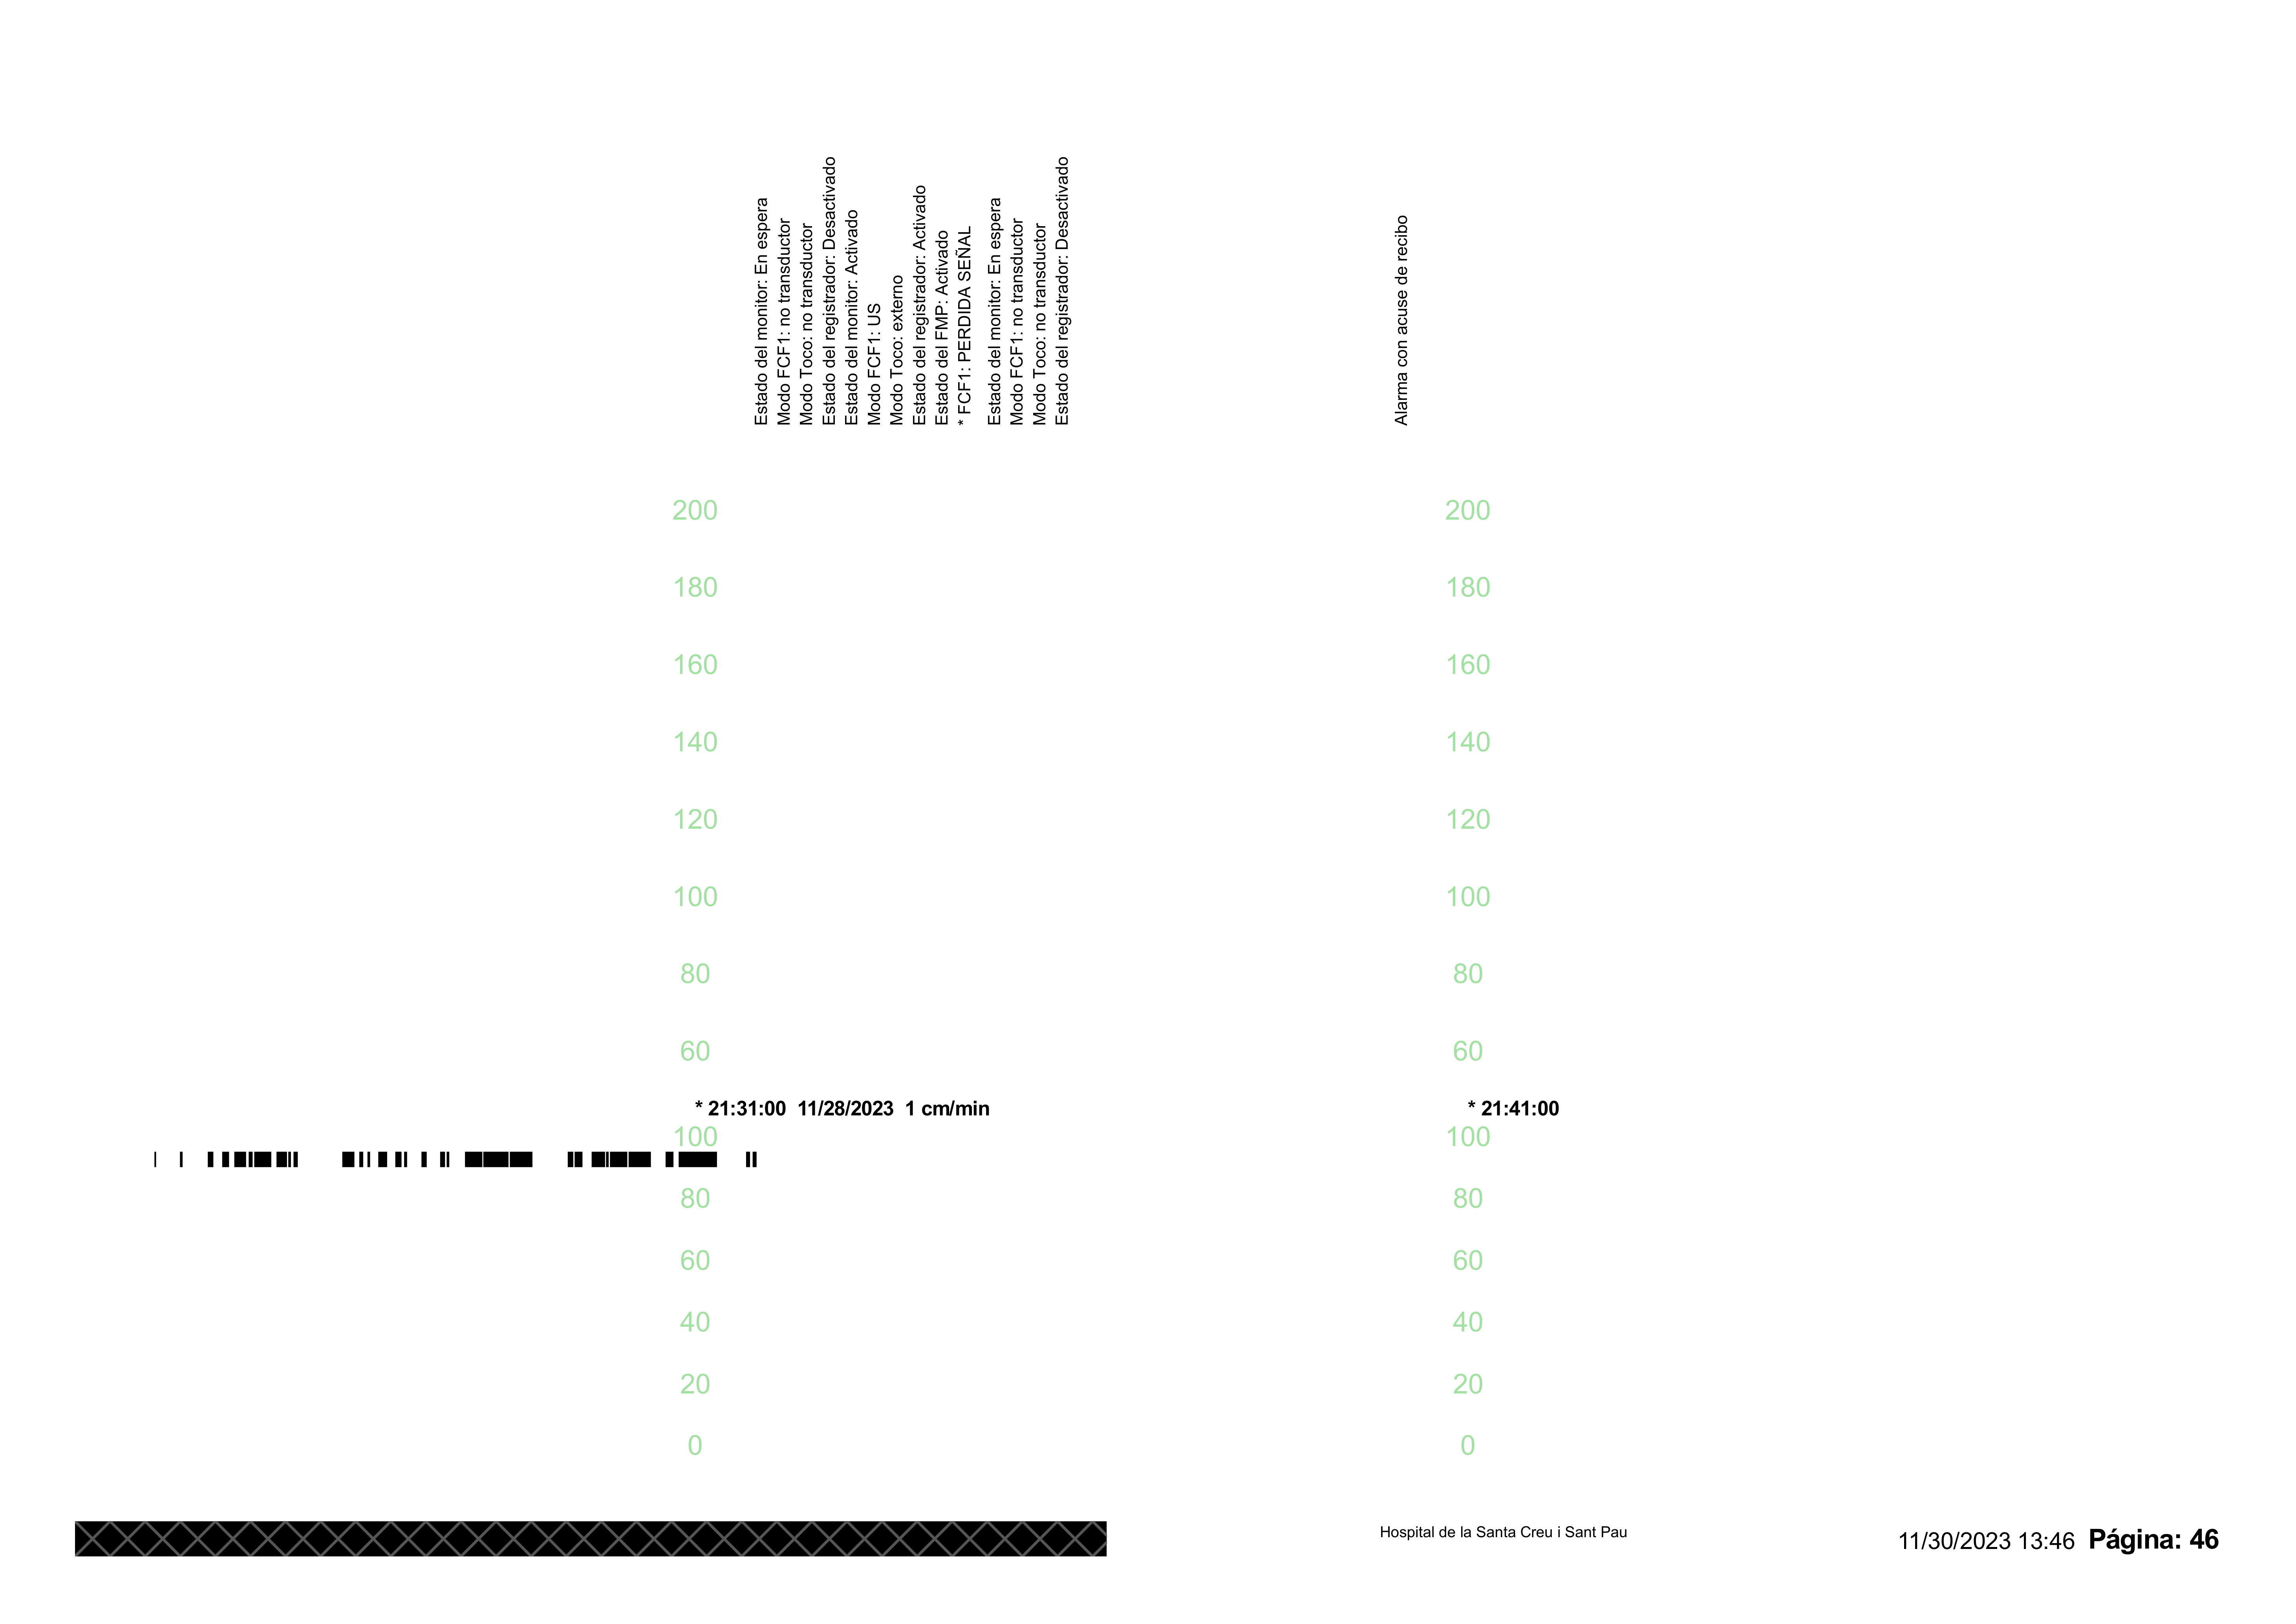 Estado del monitor: En espera
Modo FCF1: no transductor
Modo Toco: no transductor
Estado del registrador: Desactivado
Estado del monitor: Activado
Modo FCF1: US
Modo Toco: externo
Estado del registrador: Activado
Estado del FMP: Activado
* FCF1: PERDIDA SEÑAL
Estado del monitor: En espera
Modo FCF1: no transductor
Modo Toco: no transductor
Estado del registrador: Desactivado
Alarma con acuse de recibo
200 200
180 180
160 160
140 140
120 120
100 100
80 80
60 60
* 21:31:00 11/28/2023 1 cm/min * 21:41:00
100 100
80 80
60 60
40 40
20 20
0 0
Hospital de la Santa Creu i Sant Pau
11/30/2023 13:46 Página: 46